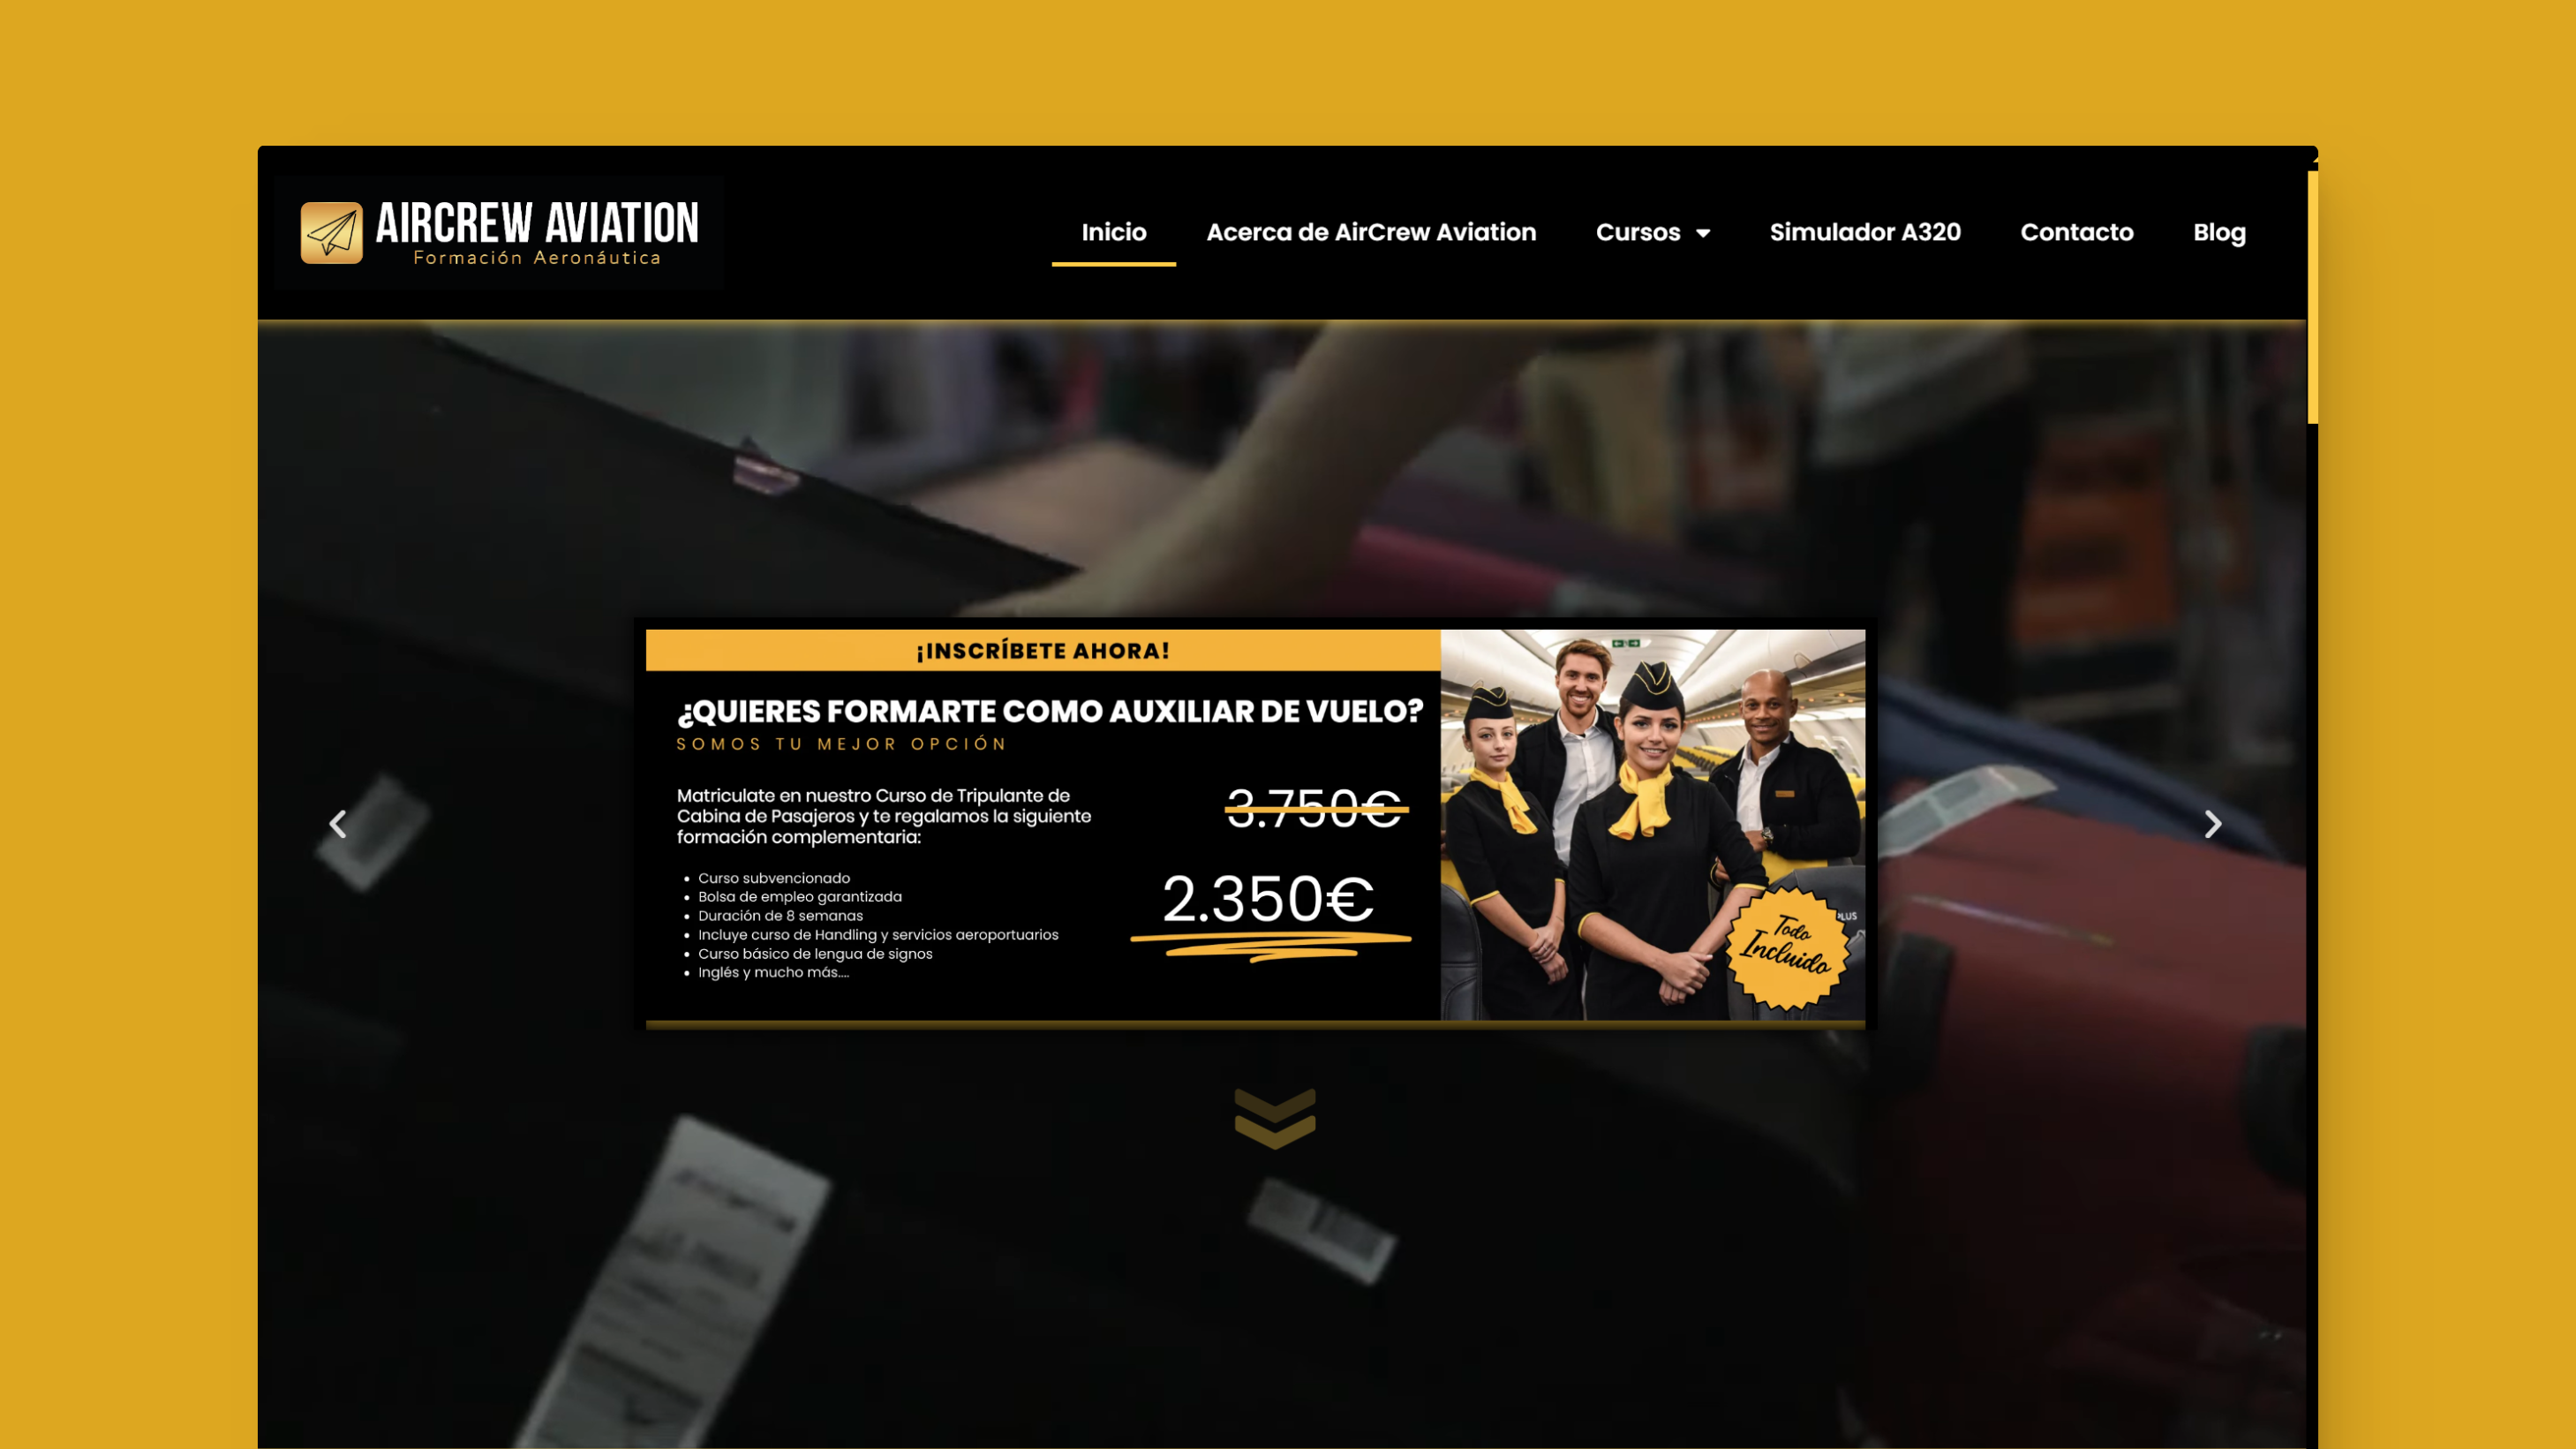 AIRCREW AVIATION
Formación Aeronáutica
Inicio
Acerca de AirCrew Aviation
Cursos
Simulador A320
Contacto
Blog
¡INSCRÍBETE AHORA!
¿QUIERES FORMARTE COMO AUXILIAR DE VUELO?
SOMOS TU MEJOR OPCIÓN
Matriculate en nuestro Curso de Tripulante de
Cabina de Pasajeros y te regalamos la siguiente
formación complementaria:
• Curso subvencionado
• Bolsa de empleo garantizada
• Duración de 8 semanas
• Incluye curso de Handling y servicios aeroportuarios
• Curso básico de lengua de signos
• Inglés y mucho más....
3.750€
2.350€
Todo
Incluido